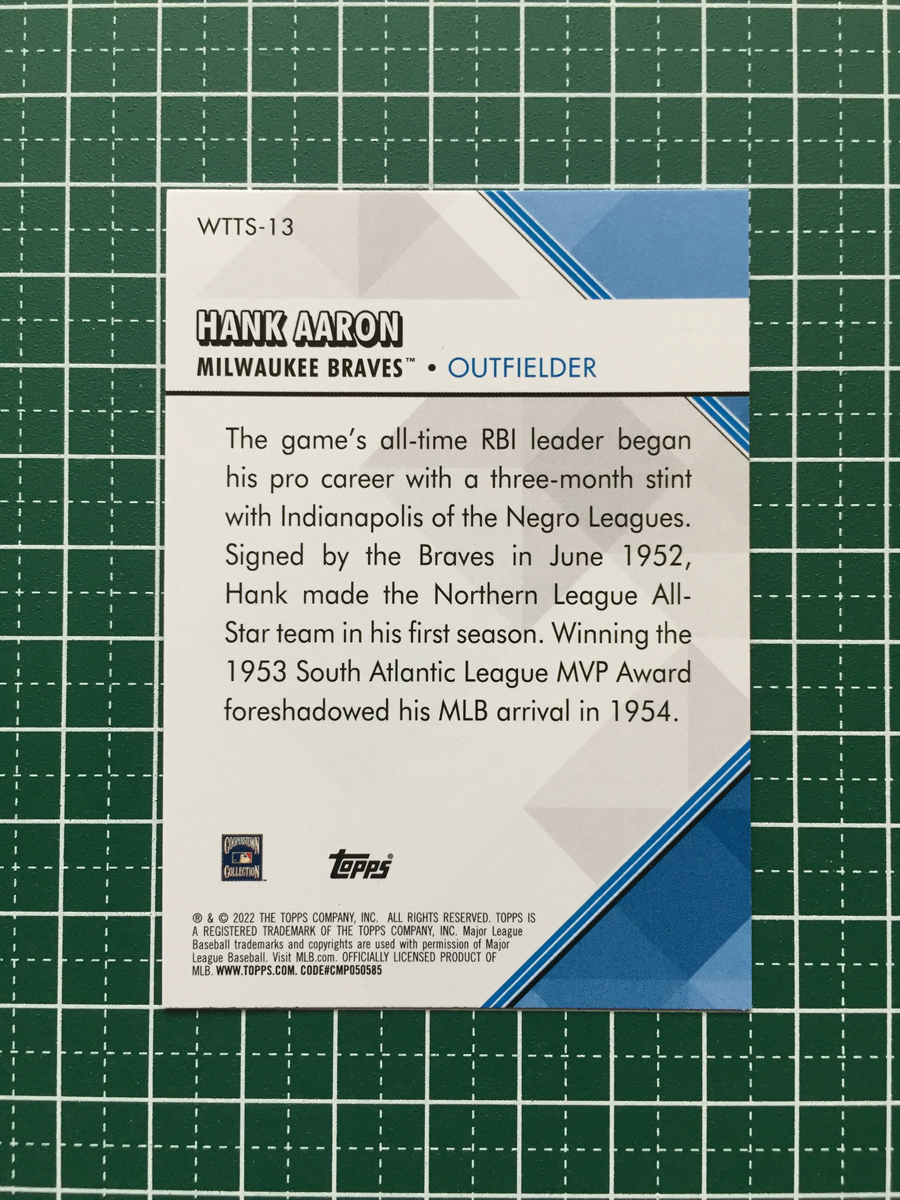 WTTS-13
HANK AARON
MILWAUKEE BRAVES™ • OUTFIELDER
The game's all-time RBI leader began
his pro career with a three-month stint
with Indianapolis of the Negro Leagues.
Signed by the Braves in June 1952,
Hank made the Northern League All-
Star team in his first season. Winning the
1953 South Atlantic League MVP Award
foreshadowed his MLB arrival in 1954.
COOPERSTOWN
COLLECTION™
topps®
® & © 2022 THE TOPPS COMPANY, INC. ALL RIGHTS RESERVED. TOPPS IS
A REGISTERED TRADEMARK OF THE TOPPS COMPANY, INC. Major League
Baseball trademarks and copyrights are used with permission of Major
League Baseball. Visit MLB.com. OFFICIALLY LICENSED PRODUCT OF
MLB. WWW.TOPPS.COM. CODE#CMP050585